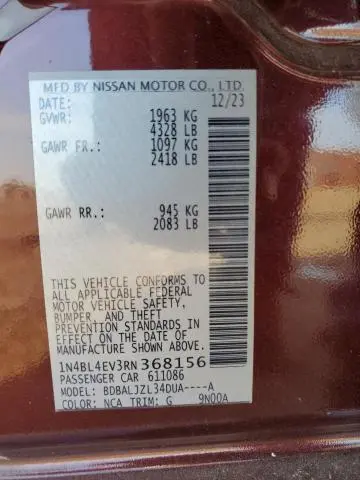 MFD BY NISSAN MOTOR CO., LTD.
DATE: 12/23
GVWR: 1963 KG
4328 LB
GAWR FR.: 1097 KG
2418 LB
GAWR RR.: 945 KG
2083 LB
THIS VEHICLE CONFORMS TO
ALL APPLICABLE FEDERAL
MOTOR VEHICLE SAFETY,
BUMPER, AND THEFT
PREVENTION STANDARDS IN
EFFECT ON THE DATE OF
MANUFACTURE SHOWN ABOVE.
1N4BL4EV3RN368156
PASSENGER CAR 611086
MODEL: BDBALJZL34DUA----A
COLOR: NCA TRIM: G 9N00A